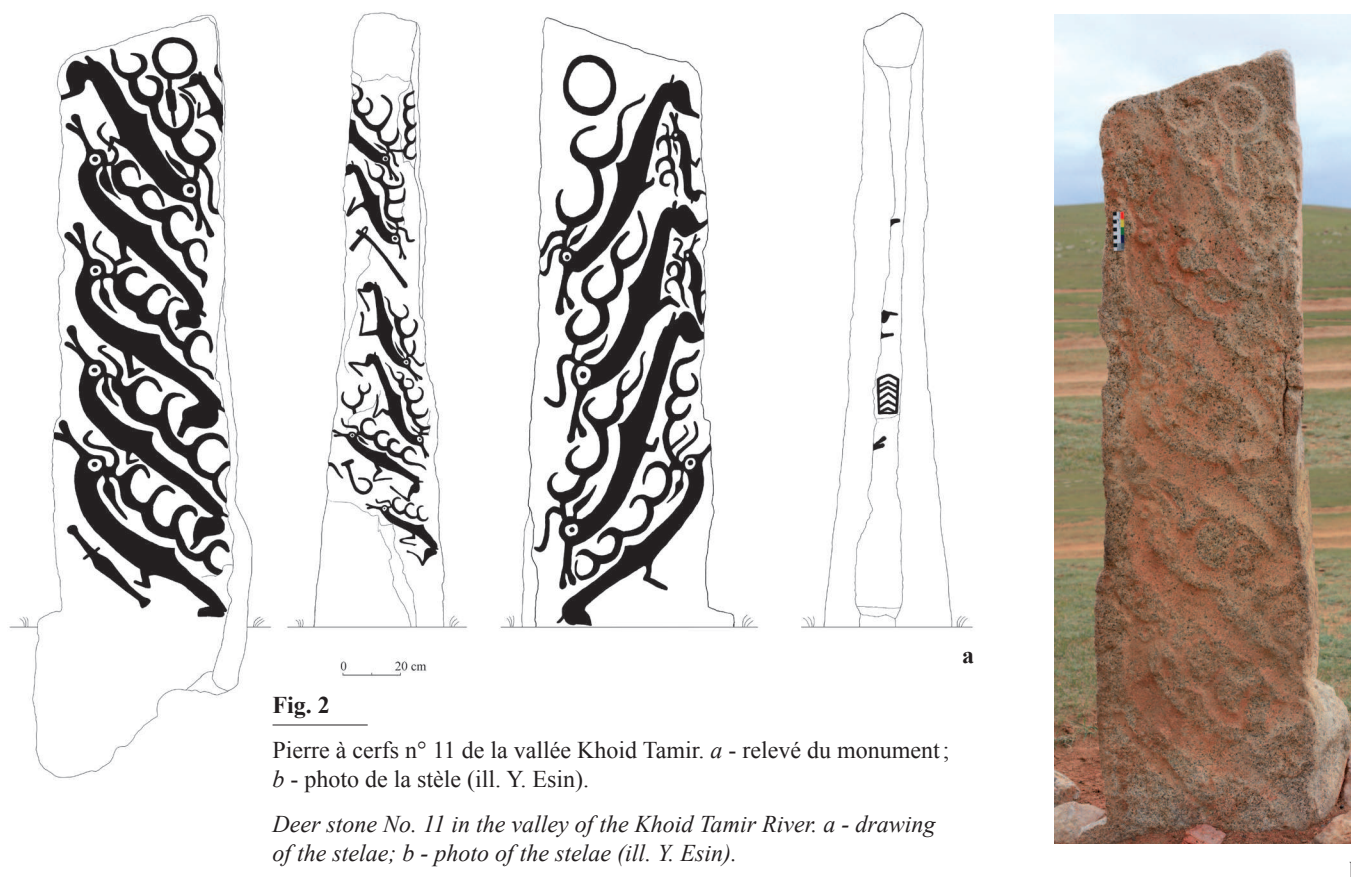 0 20 cm
a
Fig. 2
Pierre à cerfs n° 11 de la vallée Khoid Tamir. a - relevé du monument ;
b - photo de la stèle (ill. Y. Esin).
Deer stone No. 11 in the valley of the Khoid Tamir River. a - drawing
of the stelae; b - photo of the stelae (ill. Y. Esin).